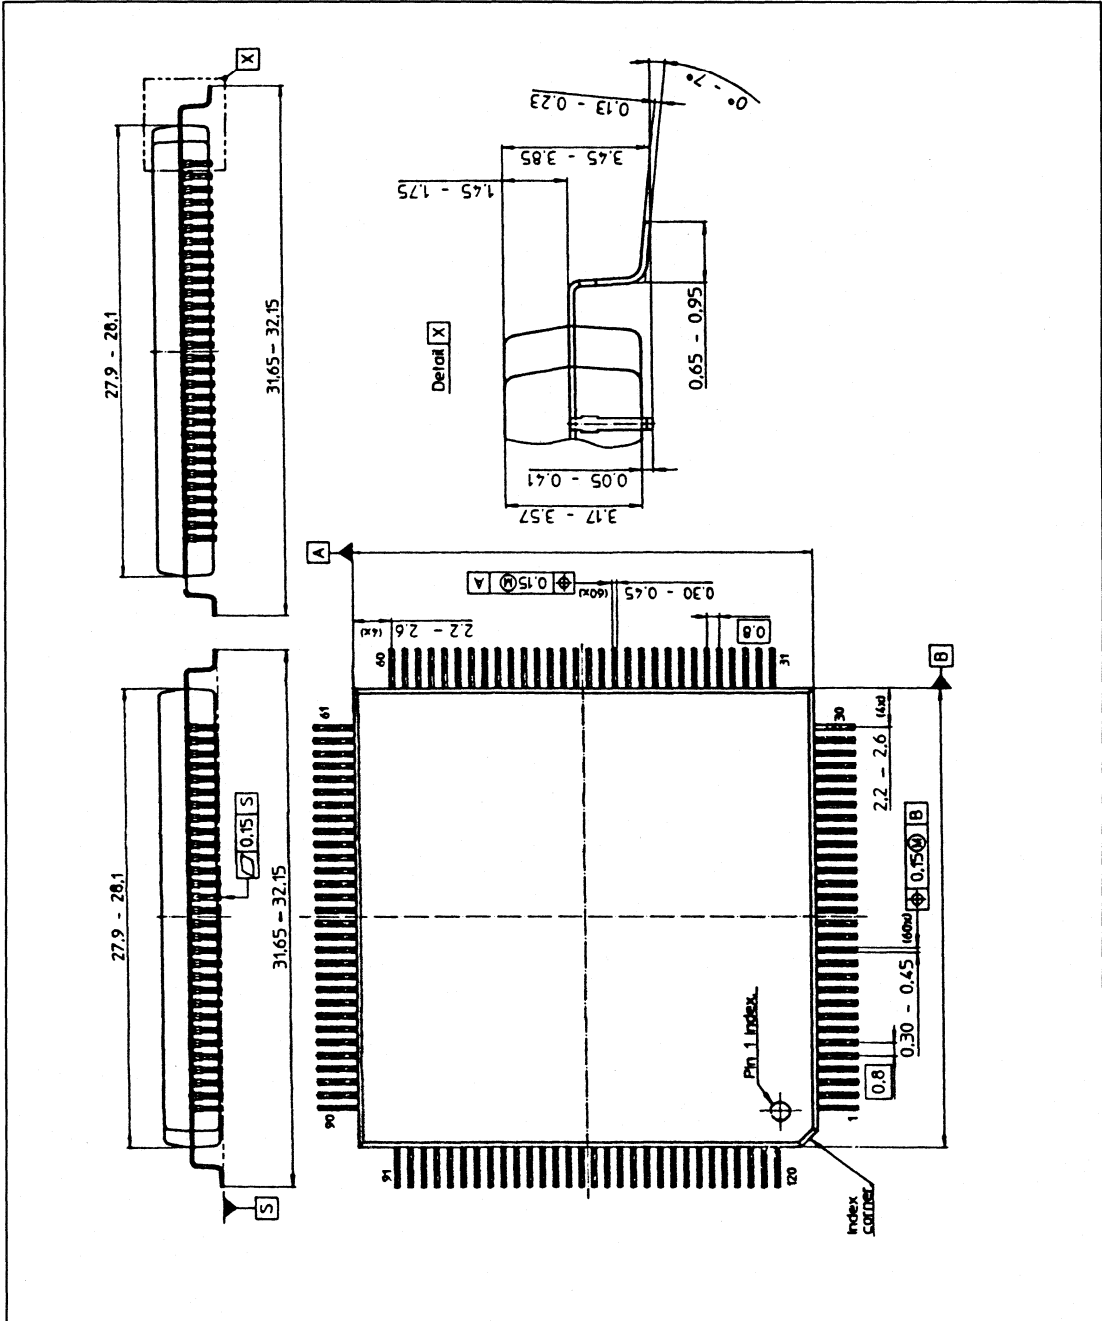 X
27,9 – 28,1
31,65 – 32,15
Detail X
0° - 7°
0.13 - 0.23
3.45 - 3.85
1.45 - 1.75
0,65 – 0,95
0.05 - 0.41
3.17 - 3.57
27,9 – 28,1
0.15 S
31,65 – 32,15
S
A
0.15 Ⓜ A
(60x)
0.30 - 0.45
0.8
2.2 - 2.6 (4x)
60
31
61
30
90
1
91
120
B
2,2 – 2,6 (4x)
0,15 Ⓜ B
(60x)
0,30 - 0,45
0.8
Pin 1 Index.
Index
corner